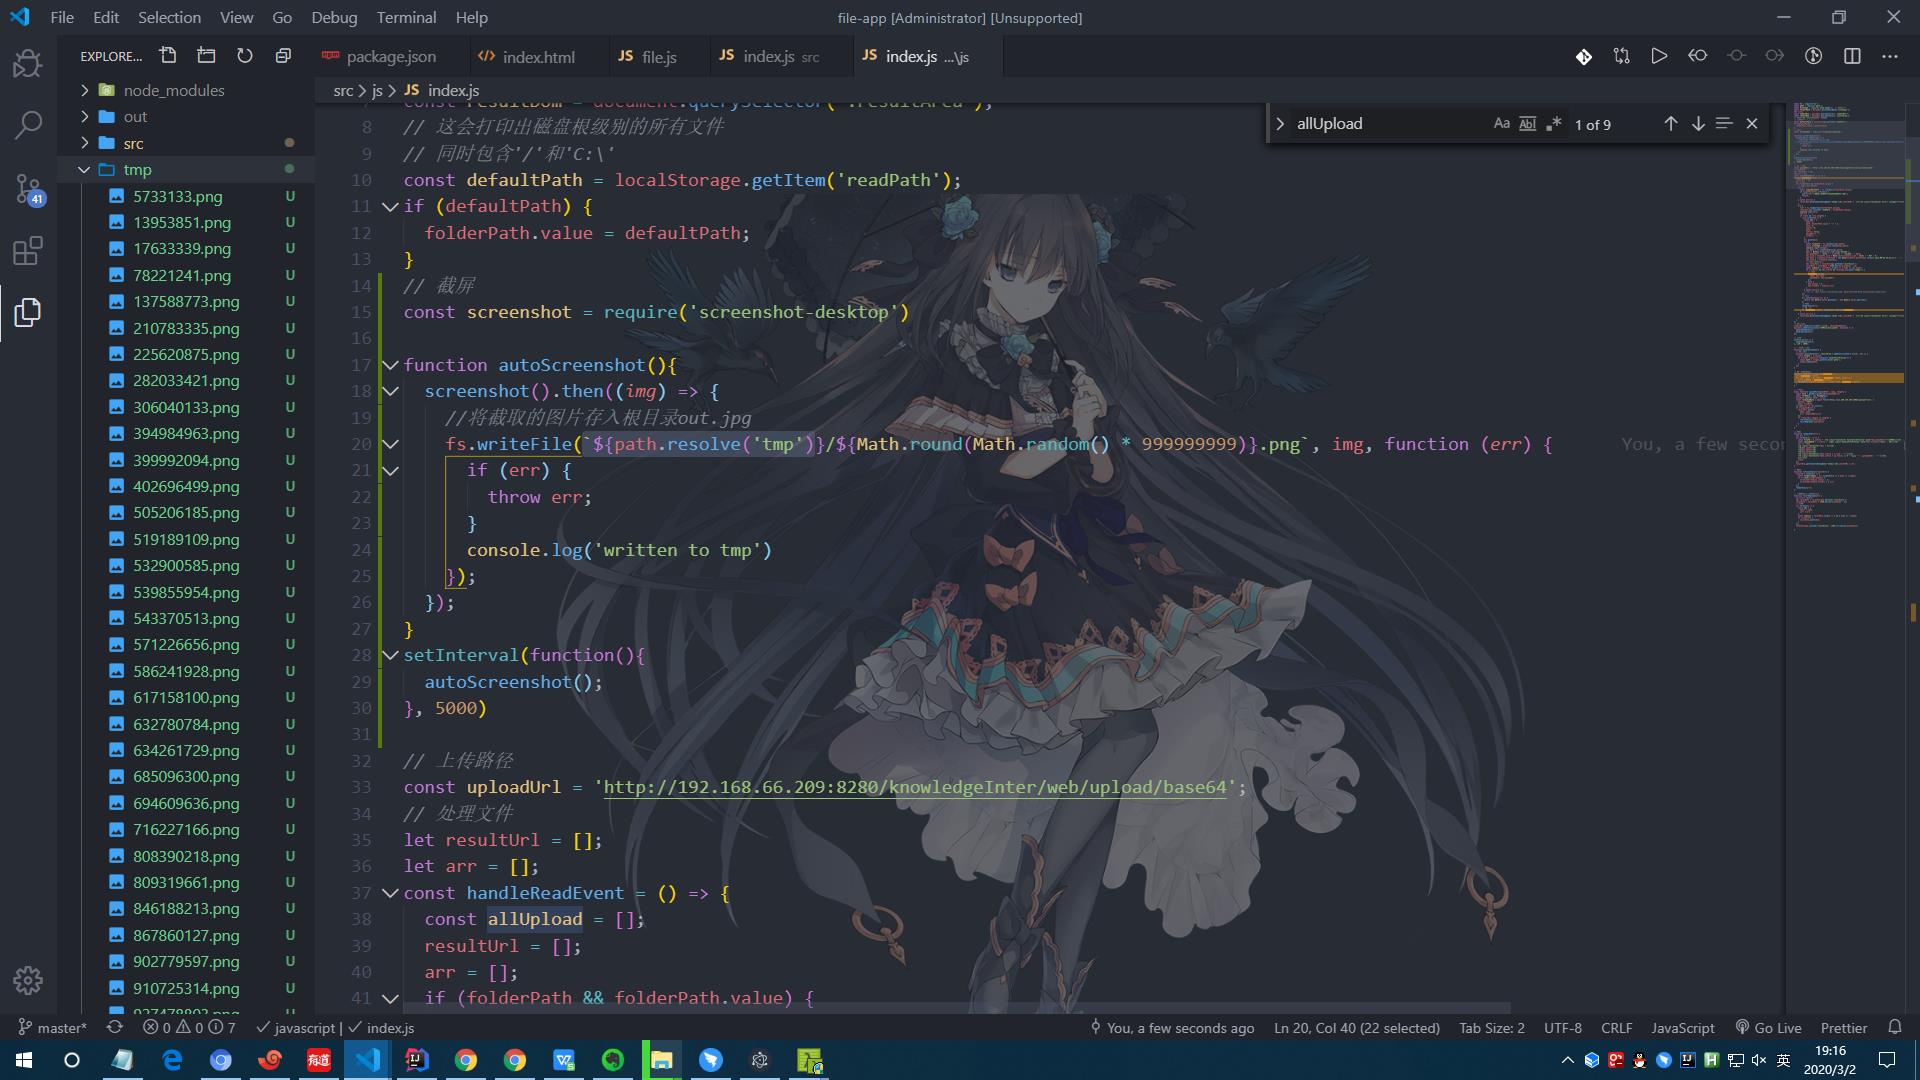 File Edit Selection View Go Debug Terminal Help
file-app [Administrator] [Unsupported]
EXPLORE...
package.json
index.html
JS file.js
JS index.js src
JS index.js ...\js
src > js > JS index.js
node_modules
out
src
tmp
5733133.png U
13953851.png U
17633339.png U
78221241.png U
137588773.png U
210783335.png U
225620875.png U
282033421.png U
306040133.png U
394984963.png U
399992094.png U
402696499.png U
505206185.png U
519189109.png U
532900585.png U
539855954.png U
543370513.png U
571226656.png U
586241928.png U
617158100.png U
632780784.png U
634261729.png U
685096300.png U
694609636.png U
716227166.png U
808390218.png U
809319661.png U
846188213.png U
867860127.png U
902779597.png U
910725314.png U
41
allUpload
Aa Abl .* 1 of 9
const resultDom = document.querySelector('.resultArea');
8 // 这会打印出磁盘根级别的所有文件
9 // 同时包含'/'和'C:\'
10 const defaultPath = localStorage.getItem('readPath');
11 if (defaultPath) {
12 folderPath.value = defaultPath;
13 }
14 // 截屏
15 const screenshot = require('screenshot-desktop')
16
17 function autoScreenshot(){
18 screenshot().then((img) => {
19 //将截取的图片存入根目录out.jpg
20 fs.writeFile(`${path.resolve('tmp')}/${Math.round(Math.random() * 999999999)}.png`, img, function (err) { You, a few secon
21 if (err) {
22 throw err;
23 }
24 console.log('written to tmp')
25 });
26 });
27 }
28 setInterval(function(){
29 autoScreenshot();
30 }, 5000)
31
32 // 上传路径
33 const uploadUrl = 'http://192.168.66.209:8280/knowledgeInter/web/upload/base64';
34 // 处理文件
35 let resultUrl = [];
36 let arr = [];
37 const handleReadEvent = () => {
38 const allUpload = [];
39 resultUrl = [];
40 arr = [];
41 if (folderPath && folderPath.value) {
master* 0 0 7 javascript | index.js
You, a few seconds ago Ln 20, Col 40 (22 selected) Tab Size: 2 UTF-8 CRLF JavaScript Go Live Prettier
有道
英
19:16
2020/3/2